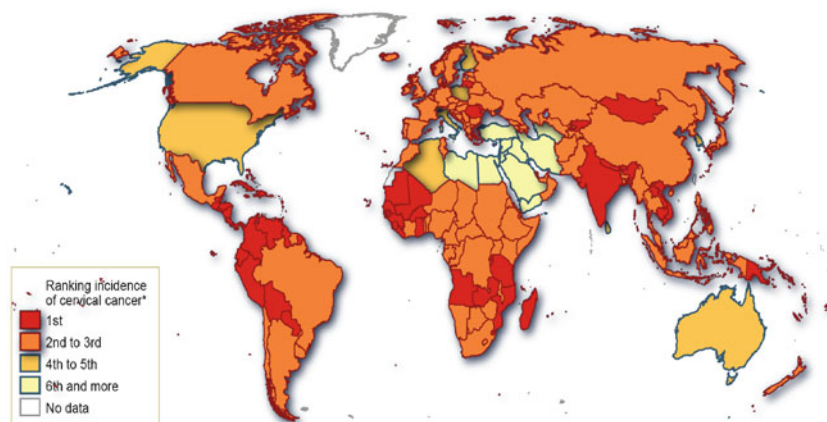 Ranking incidence
of cervical cancer*
1st
2nd to 3rd
4th to 5th
6th and more
No data